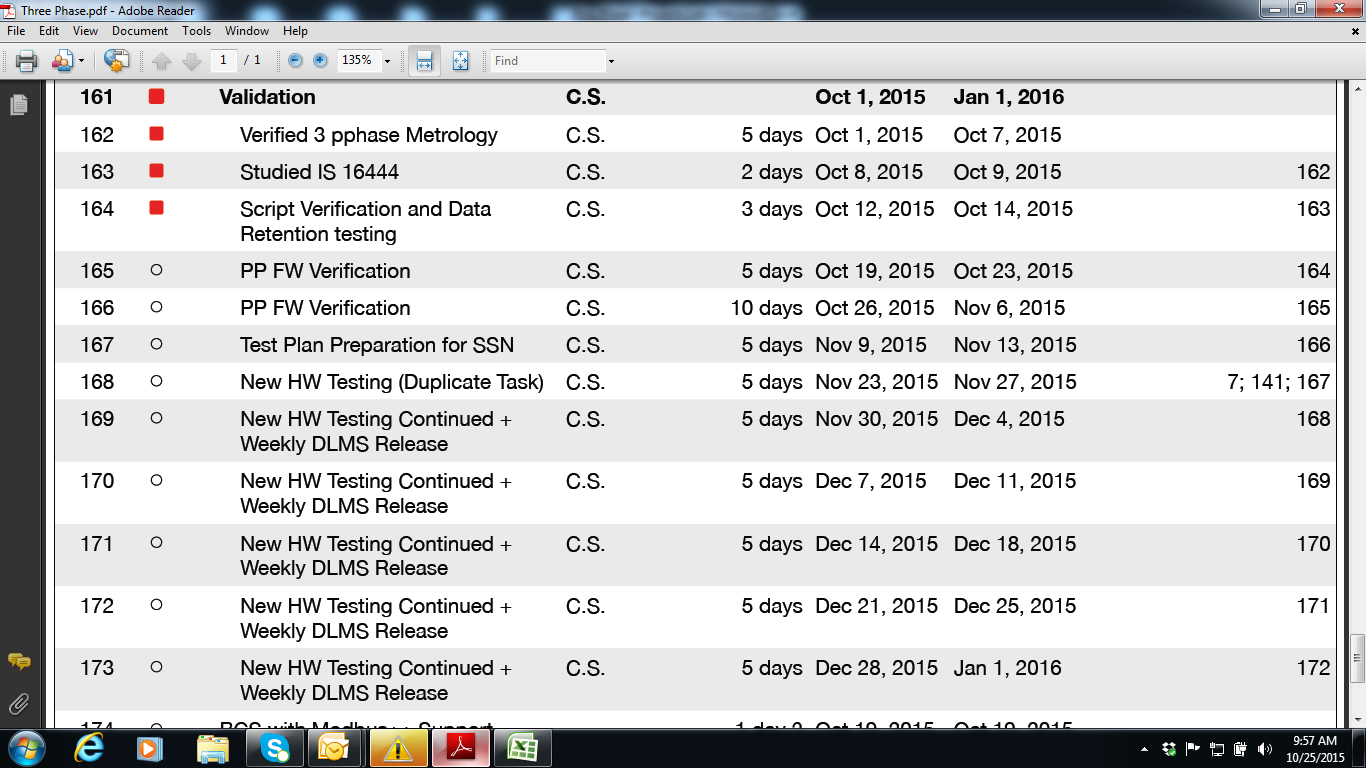 Three Phase.pdf - Adobe Reader
File Edit View Document Tools Window Help
1 / 1 135% Find
161 Validation C.S. Oct 1, 2015 Jan 1, 2016
162 Verified 3 pphase Metrology C.S. 5 days Oct 1, 2015 Oct 7, 2015
163 Studied IS 16444 C.S. 2 days Oct 8, 2015 Oct 9, 2015 162
164 Script Verification and Data C.S. 3 days Oct 12, 2015 Oct 14, 2015 163
Retention testing
165 PP FW Verification C.S. 5 days Oct 19, 2015 Oct 23, 2015 164
166 PP FW Verification C.S. 10 days Oct 26, 2015 Nov 6, 2015 165
167 Test Plan Preparation for SSN C.S. 5 days Nov 9, 2015 Nov 13, 2015 166
168 New HW Testing (Duplicate Task) C.S. 5 days Nov 23, 2015 Nov 27, 2015 7; 141; 167
169 New HW Testing Continued + C.S. 5 days Nov 30, 2015 Dec 4, 2015 168
Weekly DLMS Release
170 New HW Testing Continued + C.S. 5 days Dec 7, 2015 Dec 11, 2015 169
Weekly DLMS Release
171 New HW Testing Continued + C.S. 5 days Dec 14, 2015 Dec 18, 2015 170
Weekly DLMS Release
172 New HW Testing Continued + C.S. 5 days Dec 21, 2015 Dec 25, 2015 171
Weekly DLMS Release
173 New HW Testing Continued + C.S. 5 days Dec 28, 2015 Jan 1, 2016 172
Weekly DLMS Release
9:57 AM
10/25/2015